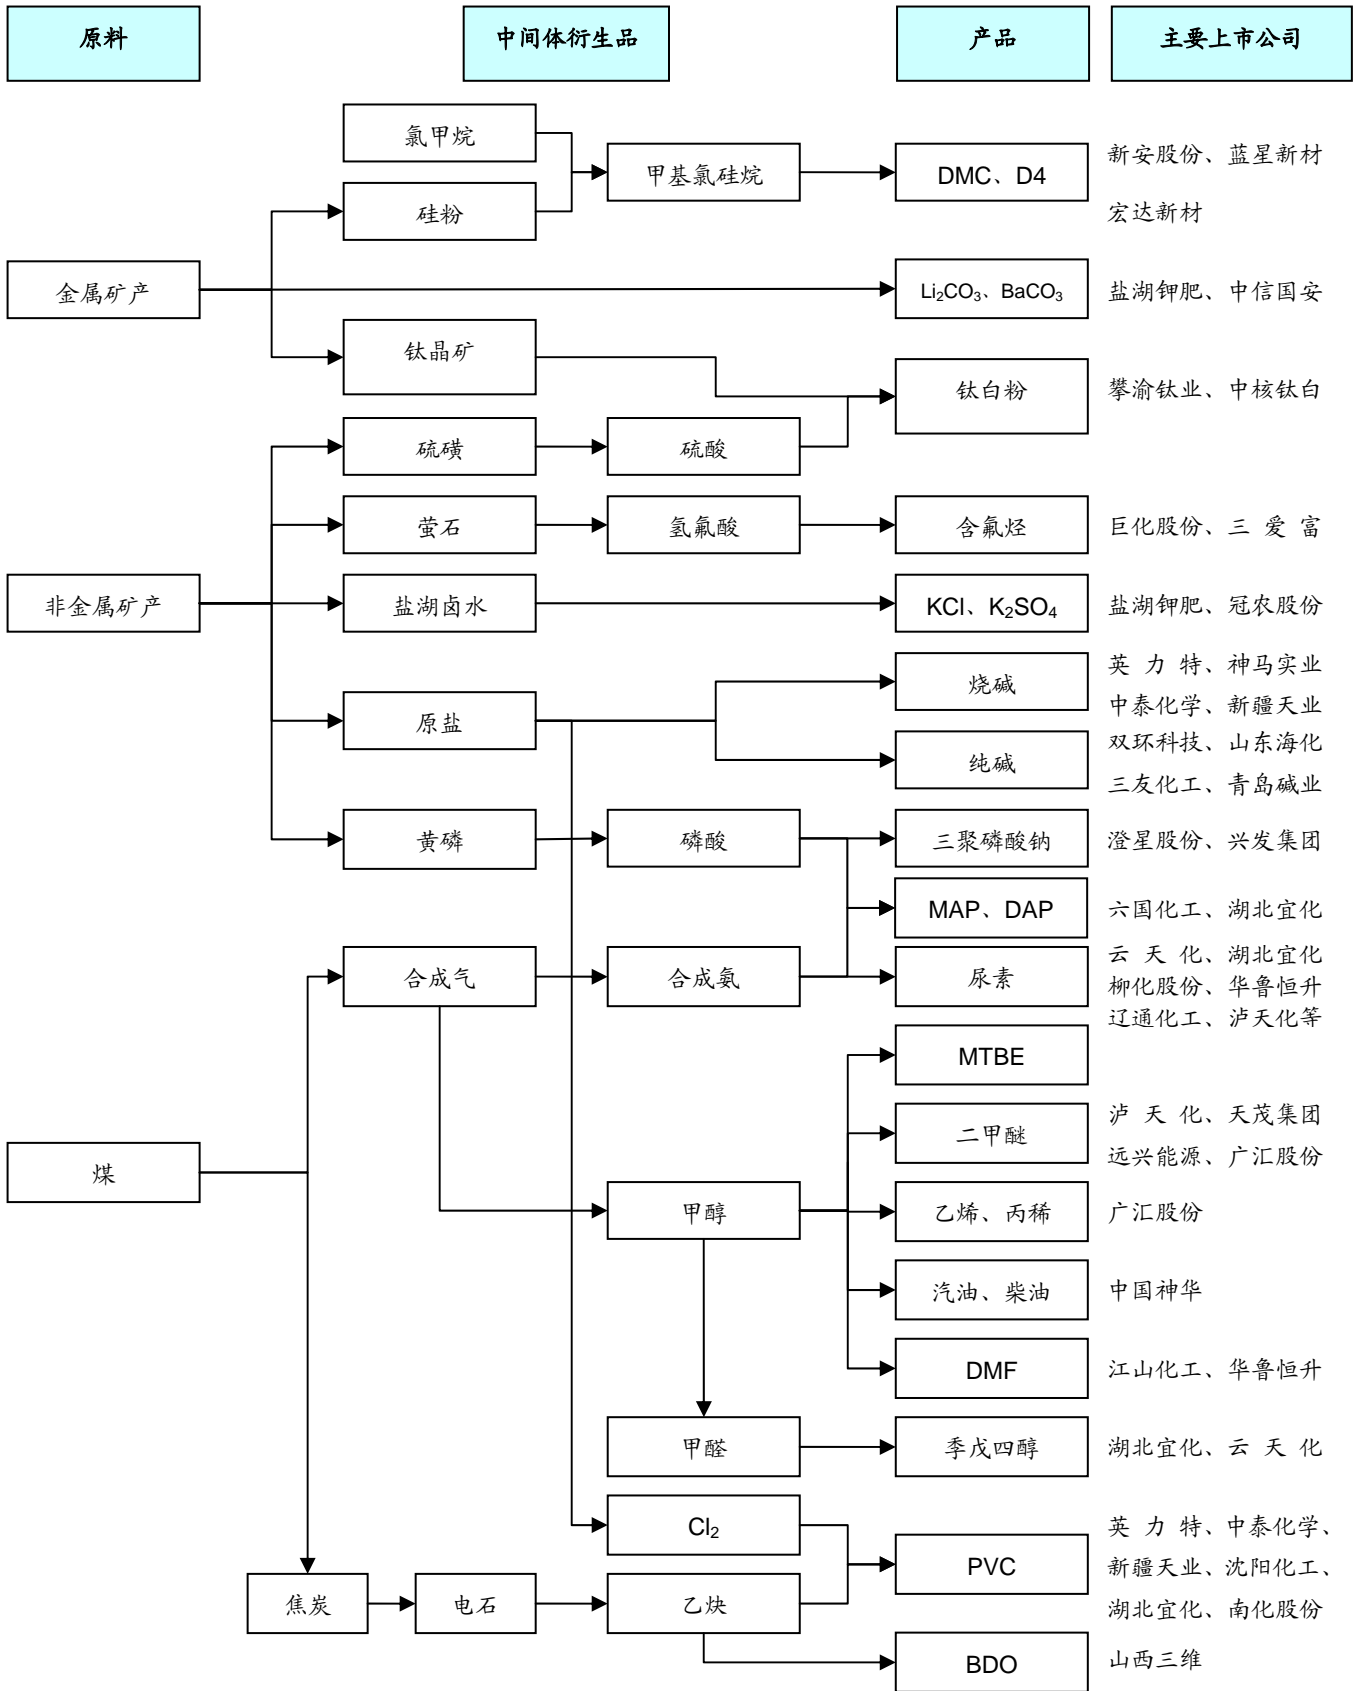 原料
中间体衍生品
产品
主要上市公司
氯甲烷
硅粉
甲基氯硅烷
DMC、D4
新安股份、蓝星新材
宏达新材
金属矿产
Li₂CO₃、BaCO₃
盐湖钾肥、中信国安
钛晶矿
钛白粉
攀渝钛业、中核钛白
硫磺
硫酸
萤石
氢氟酸
含氟烃
巨化股份、三 爱 富
非金属矿产
盐湖卤水
KCl、K₂SO₄
盐湖钾肥、冠农股份
原盐
烧碱
英 力 特、神马实业
中泰化学、新疆天业
纯碱
双环科技、山东海化
三友化工、青岛碱业
黄磷
磷酸
三聚磷酸钠
澄星股份、兴发集团
MAP、DAP
六国化工、湖北宜化
合成气
合成氨
尿素
云 天 化、湖北宜化
柳化股份、华鲁恒升
辽通化工、泸天化等
MTBE
煤
二甲醚
泸 天 化、天茂集团
远兴能源、广汇股份
甲醇
乙烯、丙稀
广汇股份
汽油、柴油
中国神华
DMF
江山化工、华鲁恒升
甲醛
季戊四醇
湖北宜化、云 天 化
Cl₂
PVC
英 力 特、中泰化学、
新疆天业、沈阳化工、
湖北宜化、南化股份
焦炭
电石
乙炔
BDO
山西三维